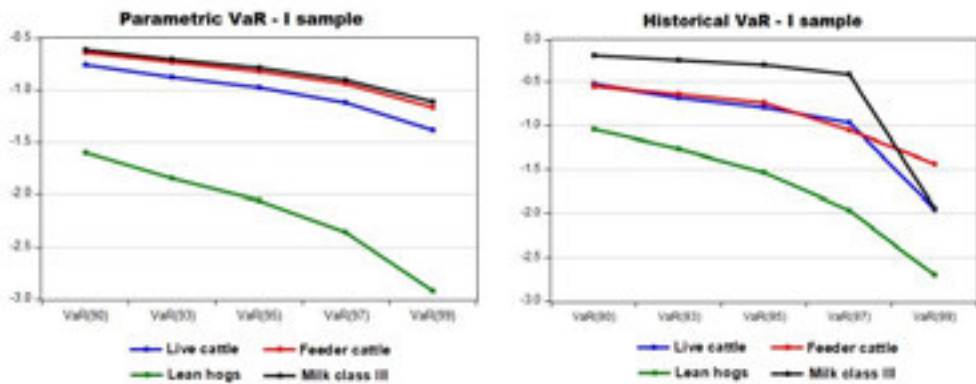 Parametric VaR - I sample
-0.5
-1.0
-1.5
-2.0
-2.5
-3.0
VaR(90) VaR(93) VaR(95) VaR(97) VaR(99)
Live cattle Feeder cattle
Lean hogs Milk class III
Historical VaR - I sample
0.0
-0.5
-1.0
-1.5
-2.0
-2.5
-3.0
VaR(90) VaR(93) VaR(95) VaR(97) VaR(99)
Live cattle Feeder cattle
Lean hogs Milk class III